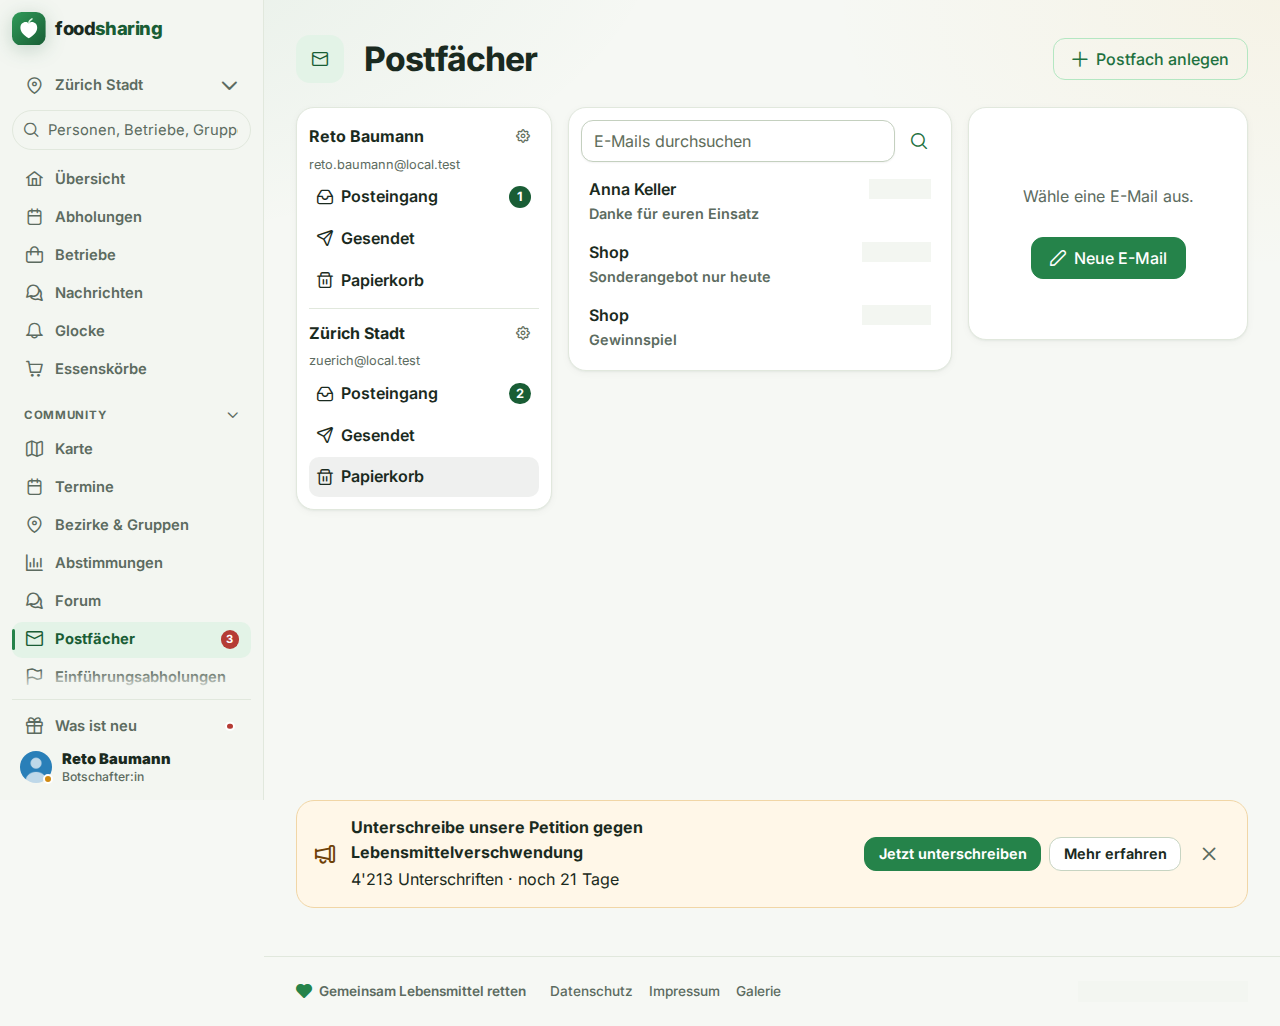 foodsharing
Zürich Stadt
Personen, Betriebe, Grupp
Übersicht
Abholungen
Betriebe
Nachrichten
Glocke
Essenskörbe
COMMUNITY
Karte
Termine
Bezirke & Gruppen
Abstimmungen
Forum
Postfächer 3
Einführungsabholungen
Was ist neu
Reto Baumann
Botschafter:in
Postfächer
Postfach anlegen
Reto Baumann
reto.baumann@local.test
Posteingang 1
Gesendet
Papierkorb
Zürich Stadt
zuerich@local.test
Posteingang 2
Gesendet
Papierkorb
E-Mails durchsuchen
Anna Keller
Danke für euren Einsatz
Shop
Sonderangebot nur heute
Shop
Gewinnspiel
Wähle eine E-Mail aus.
Neue E-Mail
Unterschreibe unsere Petition gegen
Lebensmittelverschwendung
4'213 Unterschriften · noch 21 Tage
Jetzt unterschreiben
Mehr erfahren
Gemeinsam Lebensmittel retten Datenschutz Impressum Galerie